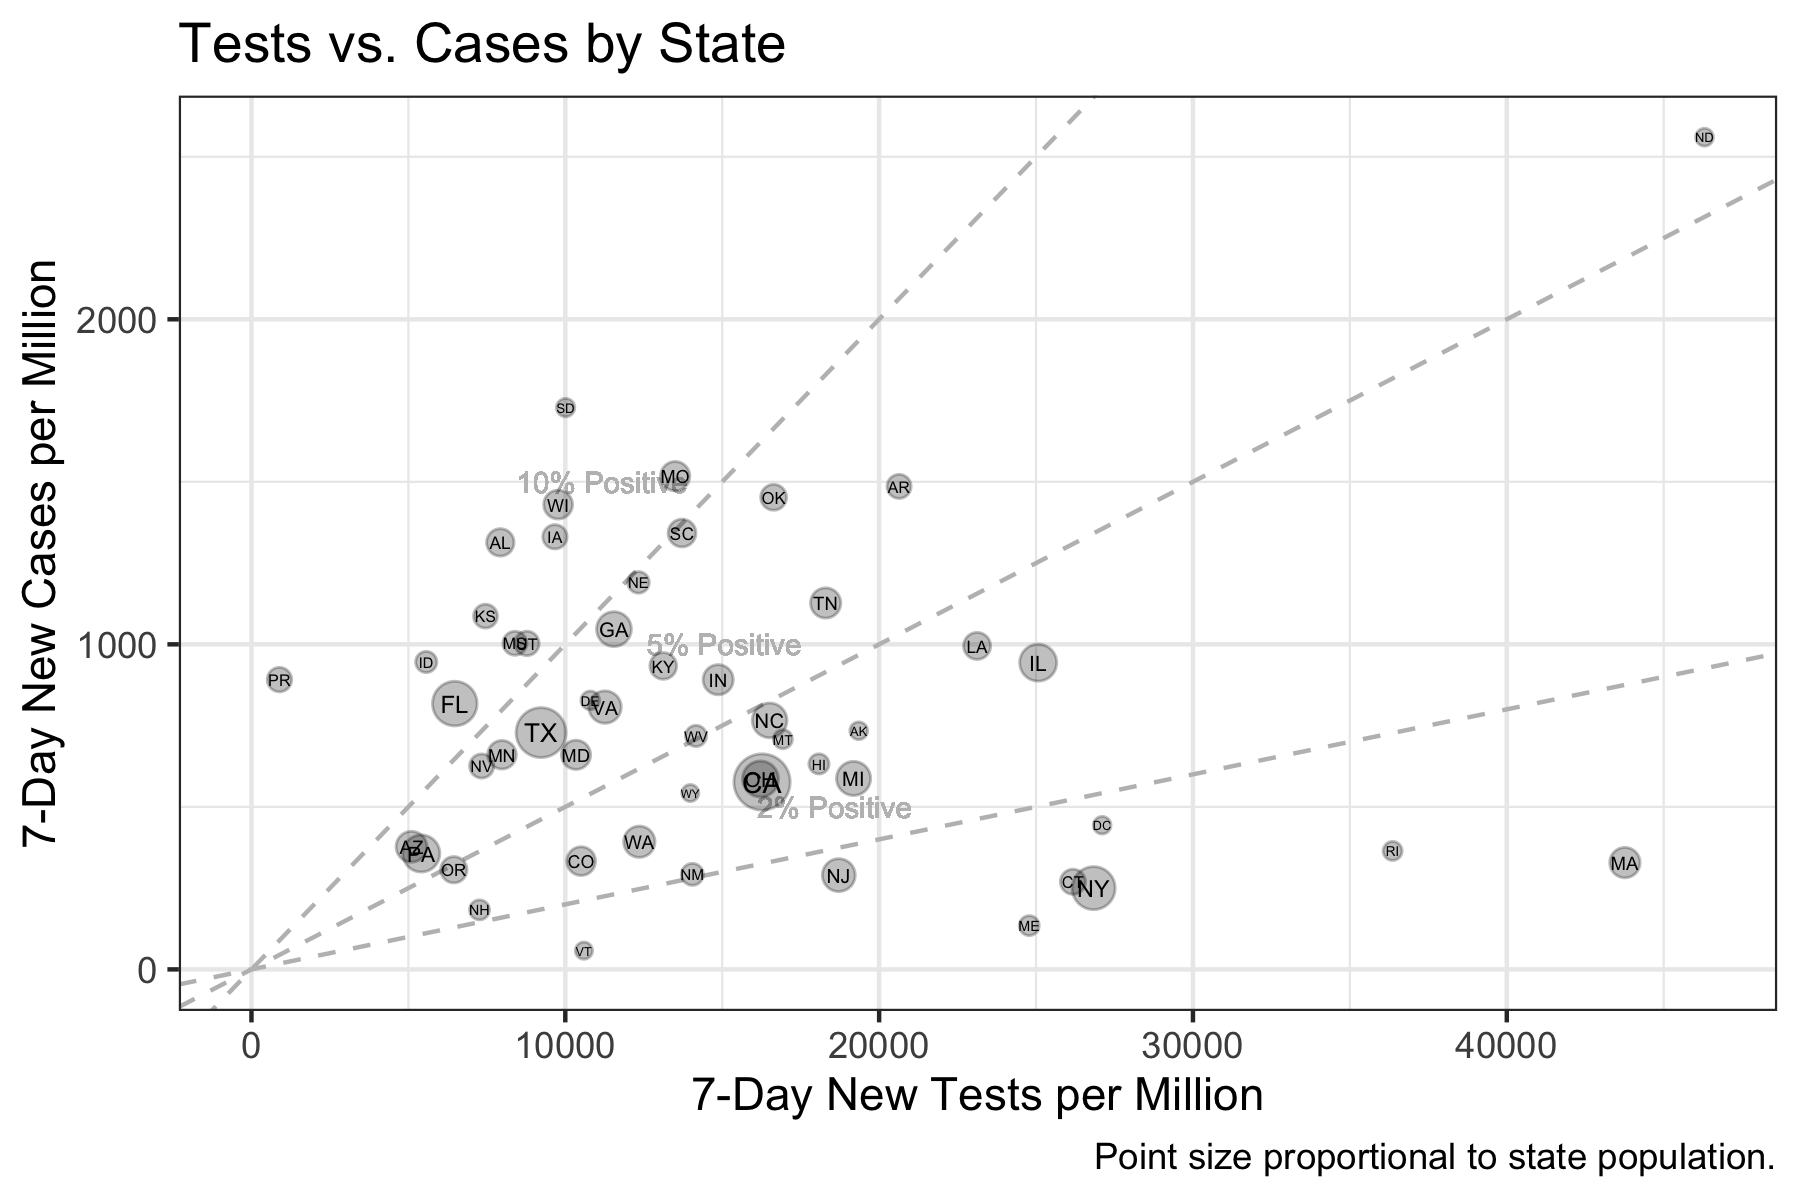 Tests vs. Cases by State
7-Day New Cases per Million
2000
1000
0
ND
SD
10% Positive
MO
AR
OK
WI
SC
IA
AL
NE
KS
TN
GA
MS
UT
5% Positive
LA
ID
KY
IL
PR
IN
DE
VA
FL
NC
TX
WV
MT
AK
MN
MD
NV
HI
OH
CA
MI
WY
2% Positive
DC
WA
AZ
PA
RI
CO
MA
OR
NM
NJ
CT
NY
NH
ME
VT
0
10000
20000
30000
40000
7-Day New Tests per Million
Point size proportional to state population.